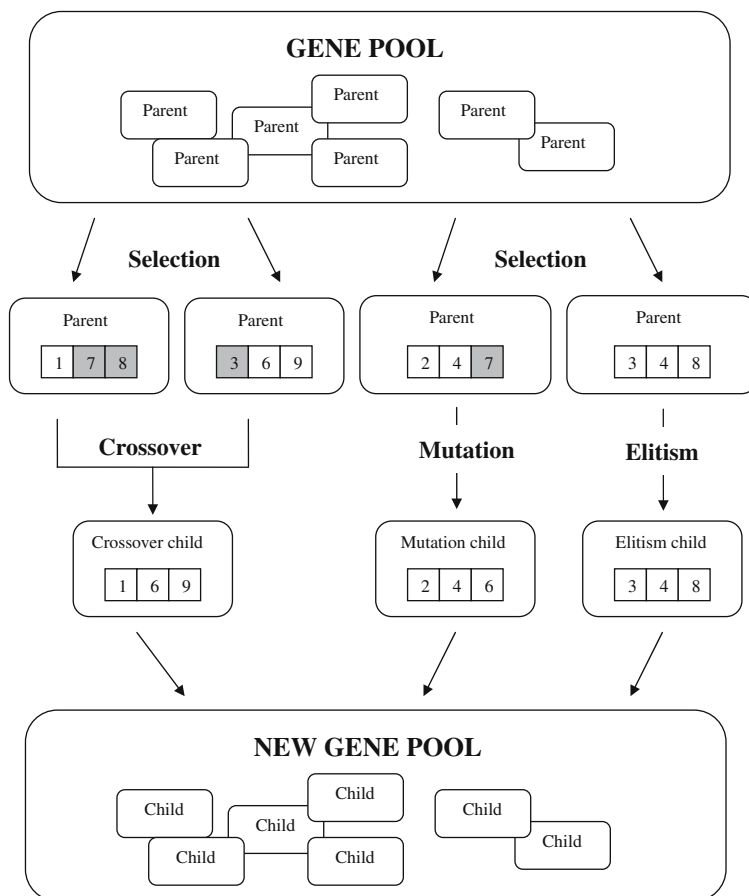 GENE POOL
Parent
Parent
Parent
Parent
Parent
Parent
Parent
Selection
Selection
Parent
1 7 8
Parent
3 6 9
Parent
2 4 7
Parent
3 4 8
Crossover
Mutation
Elitism
Crossover child
1 6 9
Mutation child
2 4 6
Elitism child
3 4 8
NEW GENE POOL
Child
Child
Child
Child
Child
Child
Child